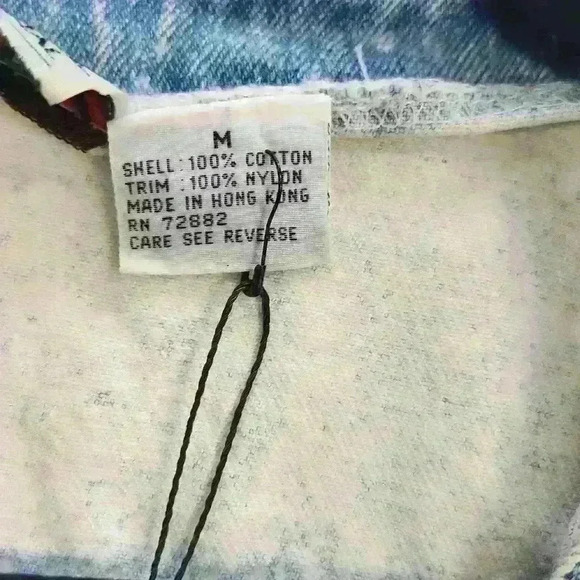 M
SHELL :100% COTTON
TRIM :100% NYLON
MADE IN HONG KONG
RN 72882
CARE SEE REVERSE